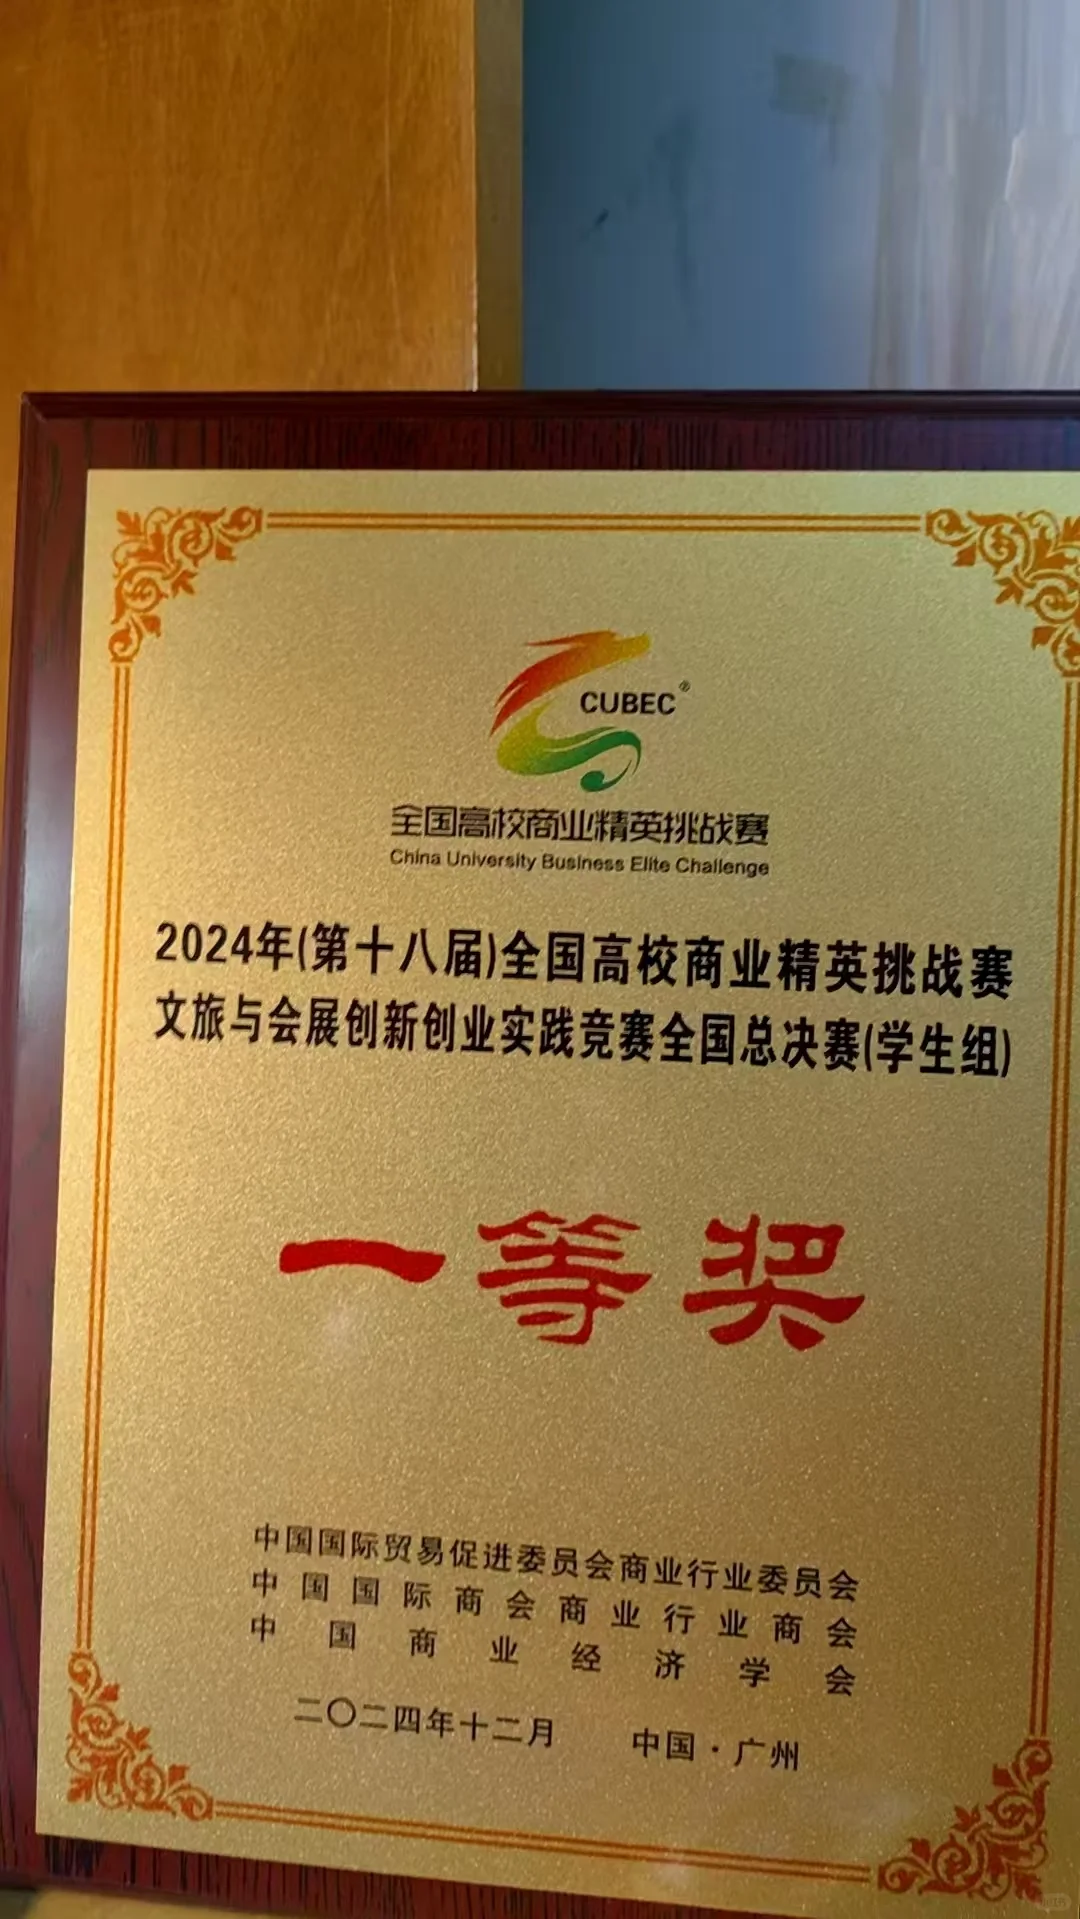 CUBEC®
全国高校商业精英挑战赛
China University Business Elite Challenge
2024年(第十八届)全国高校商业精英挑战赛
文旅与会展创新创业实践竞赛全国总决赛(学生组)
一等奖
中国国际贸易促进委员会商业行业委员会
中国国际商会商业行业商会
中国商业经济学会
二〇二四年十二月 中国·广州